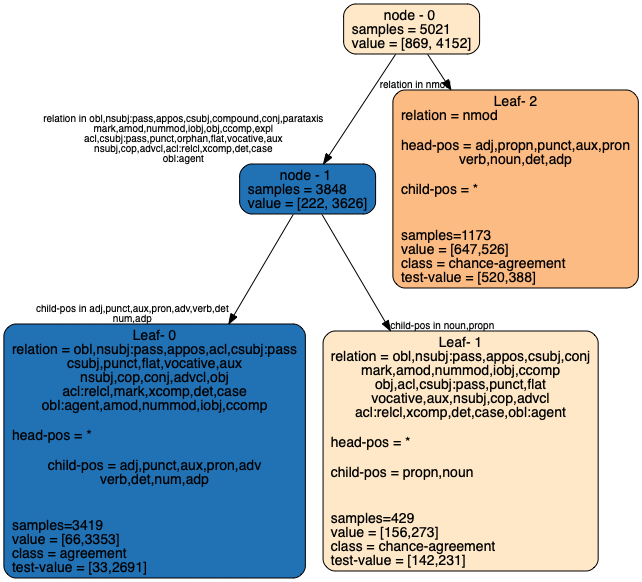 node - 0
samples = 5021
value = [869, 4152]
relation in nmod
Leaf- 2
relation = nmod
head-pos = adj,propn,punct,aux,pron
verb,noun,det,adp
child-pos = *
samples=1173
value = [647,526]
class = chance-agreement
test-value = [520,388]
relation in obl,nsubj:pass,appos,csubj,compound,conj,parataxis
mark,amod,nummod,iobj,obj,ccomp,expl
acl,csubj:pass,punct,orphan,flat,vocative,aux
nsubj,cop,advcl,acl:relcl,xcomp,det,case
obl:agent
node - 1
samples = 3848
value = [222, 3626]
child-pos in adj,punct,aux,pron,adv,verb,det
num,adp
Leaf- 0
relation = obl,nsubj:pass,appos,acl,csubj:pass
csubj,punct,flat,vocative,aux
nsubj,cop,conj,advcl,obj
acl:relcl,mark,xcomp,det,case
obl:agent,amod,nummod,iobj,ccomp
head-pos = *
child-pos = adj,punct,aux,pron,adv
verb,det,num,adp
samples=3419
value = [66,3353]
class = agreement
test-value = [33,2691]
child-pos in noun,propn
Leaf- 1
relation = obl,nsubj:pass,appos,csubj,conj
mark,amod,nummod,iobj,ccomp
obj,acl,csubj:pass,punct,flat
vocative,aux,nsubj,cop,advcl
acl:relcl,xcomp,det,case,obl:agent
head-pos = *
child-pos = propn,noun
samples=429
value = [156,273]
class = chance-agreement
test-value = [142,231]